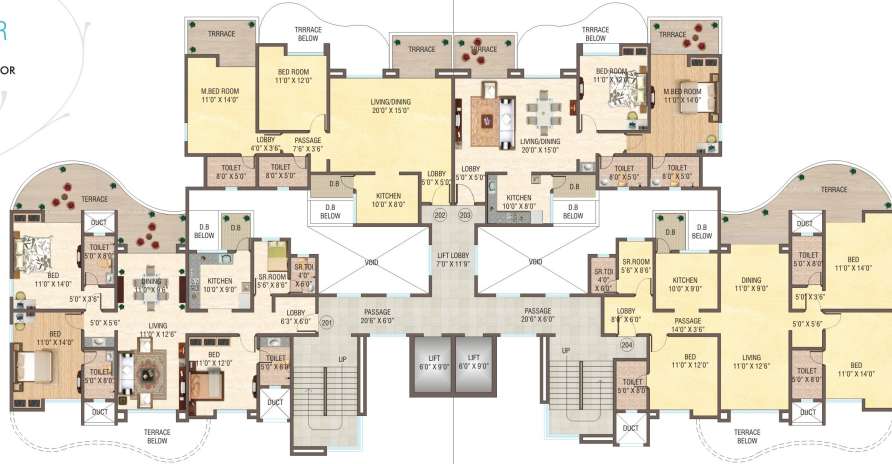 R
OR
TRRRACE
TRRRACE
BELOW
TRRRACE
TRRRACE
TRRRACE
BELOW
TRRRACE
BED ROOM
11'0" X 12'0"
M.BED ROOM
11'0" X 14'0"
LIVING/DINING
20'0" X 15'0"
BED ROOM
11'0" X 12'0"
M.BED ROOM
11'0" X 14'0"
LOBBY
4'0" X 3'6"
PASSAGE
7'6" X 3'6"
LIVING/DINING
20'0" X 15'0"
TOILET
8'0" X 5'0"
TOILET
8'0" X 5'0"
LOBBY
5'0" X 5'0"
LOBBY
5'0" X 5'0"
TOILET
8'0" X 5'0"
TOILET
8'0" X 5'0"
D.B
KITCHEN
10'0" X 8'0"
D.B
BELOW
KITCHEN
10'0" X 8'0"
D.B
D.B
BELOW
202
203
TERRACE
DUCT
D.B
BELOW
D.B
LIFT LOBBY
7'0" X 11'9"
D.B
D.B
BELOW
DUCT
TERRACE
BED
11'0" X 14'0"
TOILET
5'0" X 8'0"
DINING
11'0" X 9'6"
KITCHEN
10'0" X 9'0"
SR.ROOM
5'6" X 8'6"
SR.TOI
4'0"
X 6'0"
VOID
VOID
SR.TOI
4'0"
X 6'0"
SR.ROOM
5'6" X 8'6"
KITCHEN
10'0" X 9'0"
DINING
11'0" X 9'0"
TOILET
5'0" X 8'0"
BED
11'0" X 14'0"
5'0" X 3'6"
5'0" X 3'6"
5'0" X 5'6"
LIVING
11'0" X 12'6"
LOBBY
6'3" X 6'0"
201
PASSAGE
20'6" X 6'0"
PASSAGE
20'6" X 6'0"
LOBBY
8'0" X 6'0"
204
PASSAGE
14'0" X 3'6"
5'0" X 5'6"
BED
11'0" X 14'0"
TOILET
5'0" X 8'0"
BED
11'0" X 12'0"
TOILET
5'0" X 8'0"
UP
LIFT
6'0" X 9'0"
LIFT
6'0" X 9'0"
UP
TOILET
5'0" X 8'0"
BED
11'0" X 12'0"
LIVING
11'0" X 12'6"
TOILET
5'0" X 8'0"
BED
11'0" X 14'0"
DUCT
DUCT
DUCT
DUCT
TERRACE
BELOW
TERRACE
BELOW